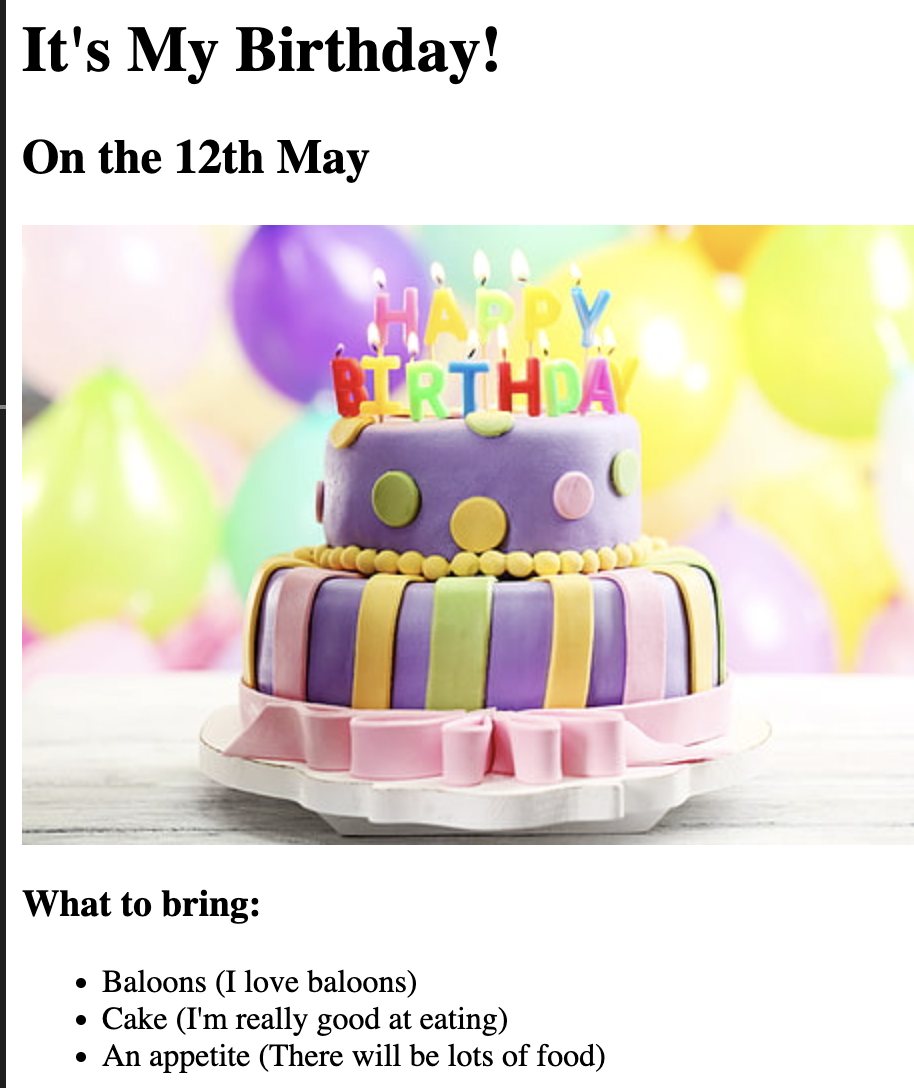 It's My Birthday!
On the 12th May
HAPPY
BIRTHDAY
What to bring:
Baloons (I love baloons)
Cake (I'm really good at eating)
An appetite (There will be lots of food)